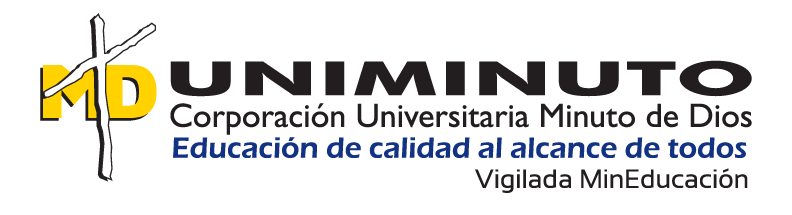 MD
UNIMINUTO
Corporación Universitaria Minuto de Dios
Educación de calidad al alcance de todos
Vigilada MinEducación